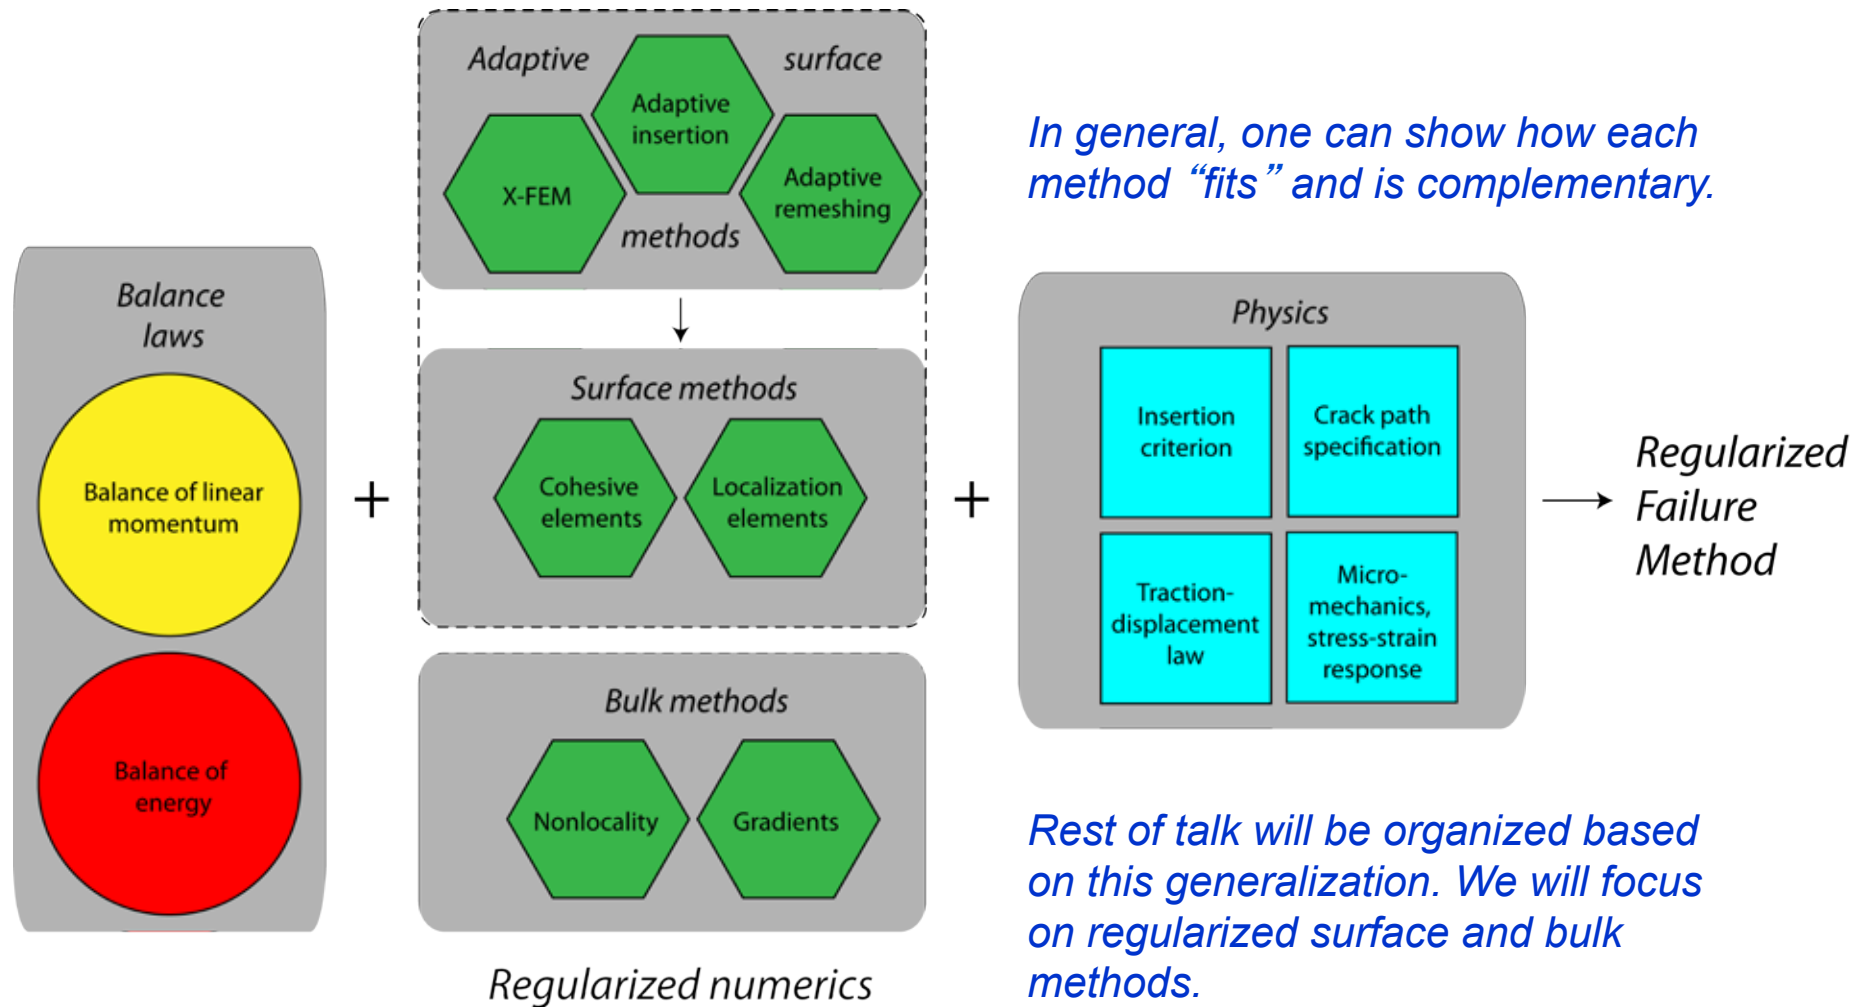 Balance
laws
Balance of linear
momentum
Balance of
energy
+
Adaptive surface
methods
X-FEM
Adaptive
insertion
Adaptive
remeshing
Surface methods
Cohesive
elements
Localization
elements
Bulk methods
Nonlocality
Gradients
Regularized numerics
+
Physics
Insertion
criterion
Crack path
specification
Traction-
displacement
law
Micro-
mechanics,
stress-strain
response
Regularized
Failure
Method
In general, one can show how each
method “fits” and is complementary.
Rest of talk will be organized based
on this generalization. We will focus
on regularized surface and bulk
methods.